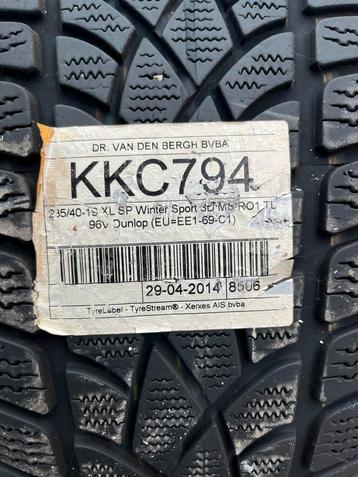 DR. VAN DEN BERGH BVBA
KKC794
235/40-19 XL SP Winter Sport 3D MS RO1 TL
96V Dunlop (EU=EE1-69-C1)
29-04-2014 8506
TyreLabel - TyreStream® - Xerxes AIS bvba